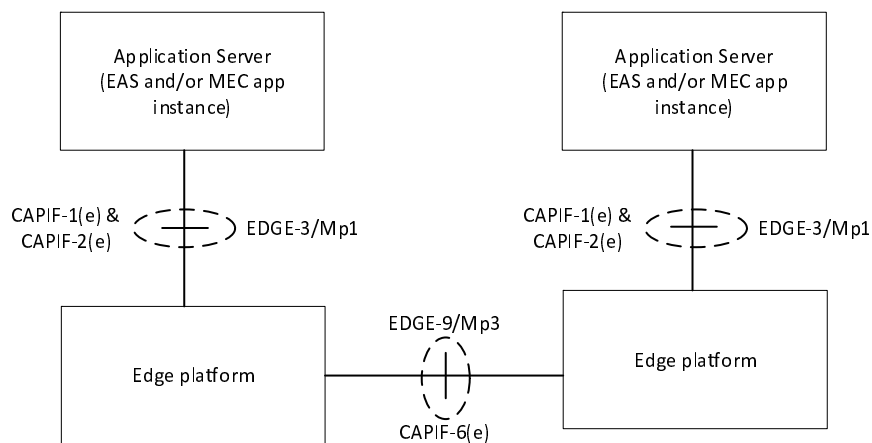 Application Server
(EAS and/or MEC app
instance)
Application Server
(EAS and/or MEC app
instance)
CAPIF-1(e) &
CAPIF-2(e)
EDGE-3/Mp1
CAPIF-1(e) &
CAPIF-2(e)
EDGE-3/Mp1
EDGE-9/Mp3
Edge platform
Edge platform
CAPIF-6(e)